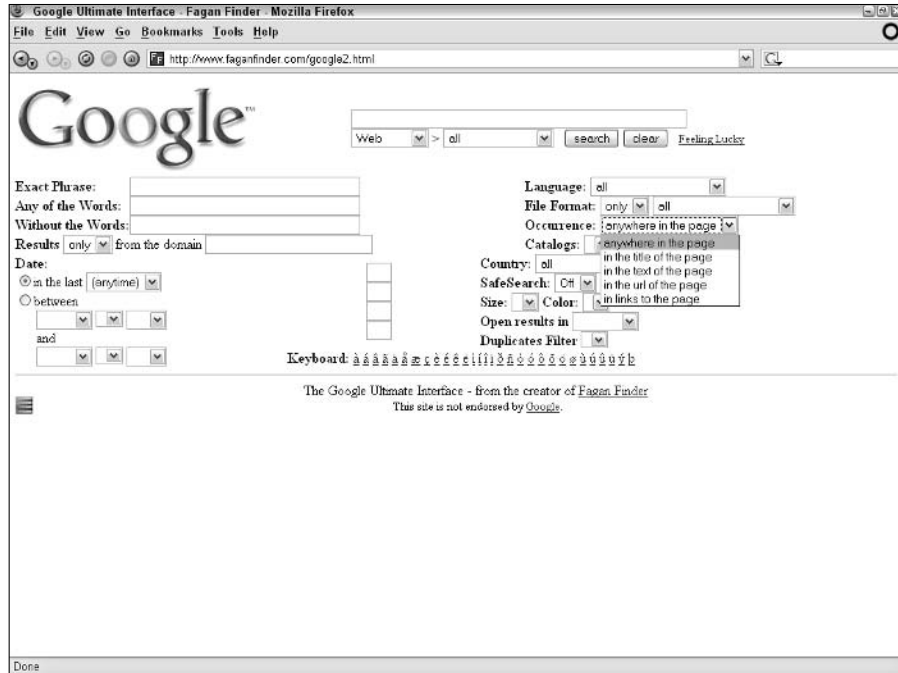 Google Ultimate Interface - Fagan Finder - Mozilla Firefox
File Edit View Go Bookmarks Tools Help
http://www.faganfinder.com/google2.html
Google™
Web > all search clear Feeling Lucky
Exact Phrase:
Any of the Words:
Without the Words:
Results only from the domain
Date:
in the last (anytime)
between
and
Language: all
File Format: only all
Occurrence: anywhere in the page
anywhere in the page
in the title of the page
in the text of the page
in the url of the page
in links to the page
Catalogs:
Country: all
SafeSearch: Off
Size: Color:
Open results in
Duplicates Filter
Keyboard:
The Google Ultimate Interface - from the creator of Fagan Finder
This site is not endorsed by Google.
Done